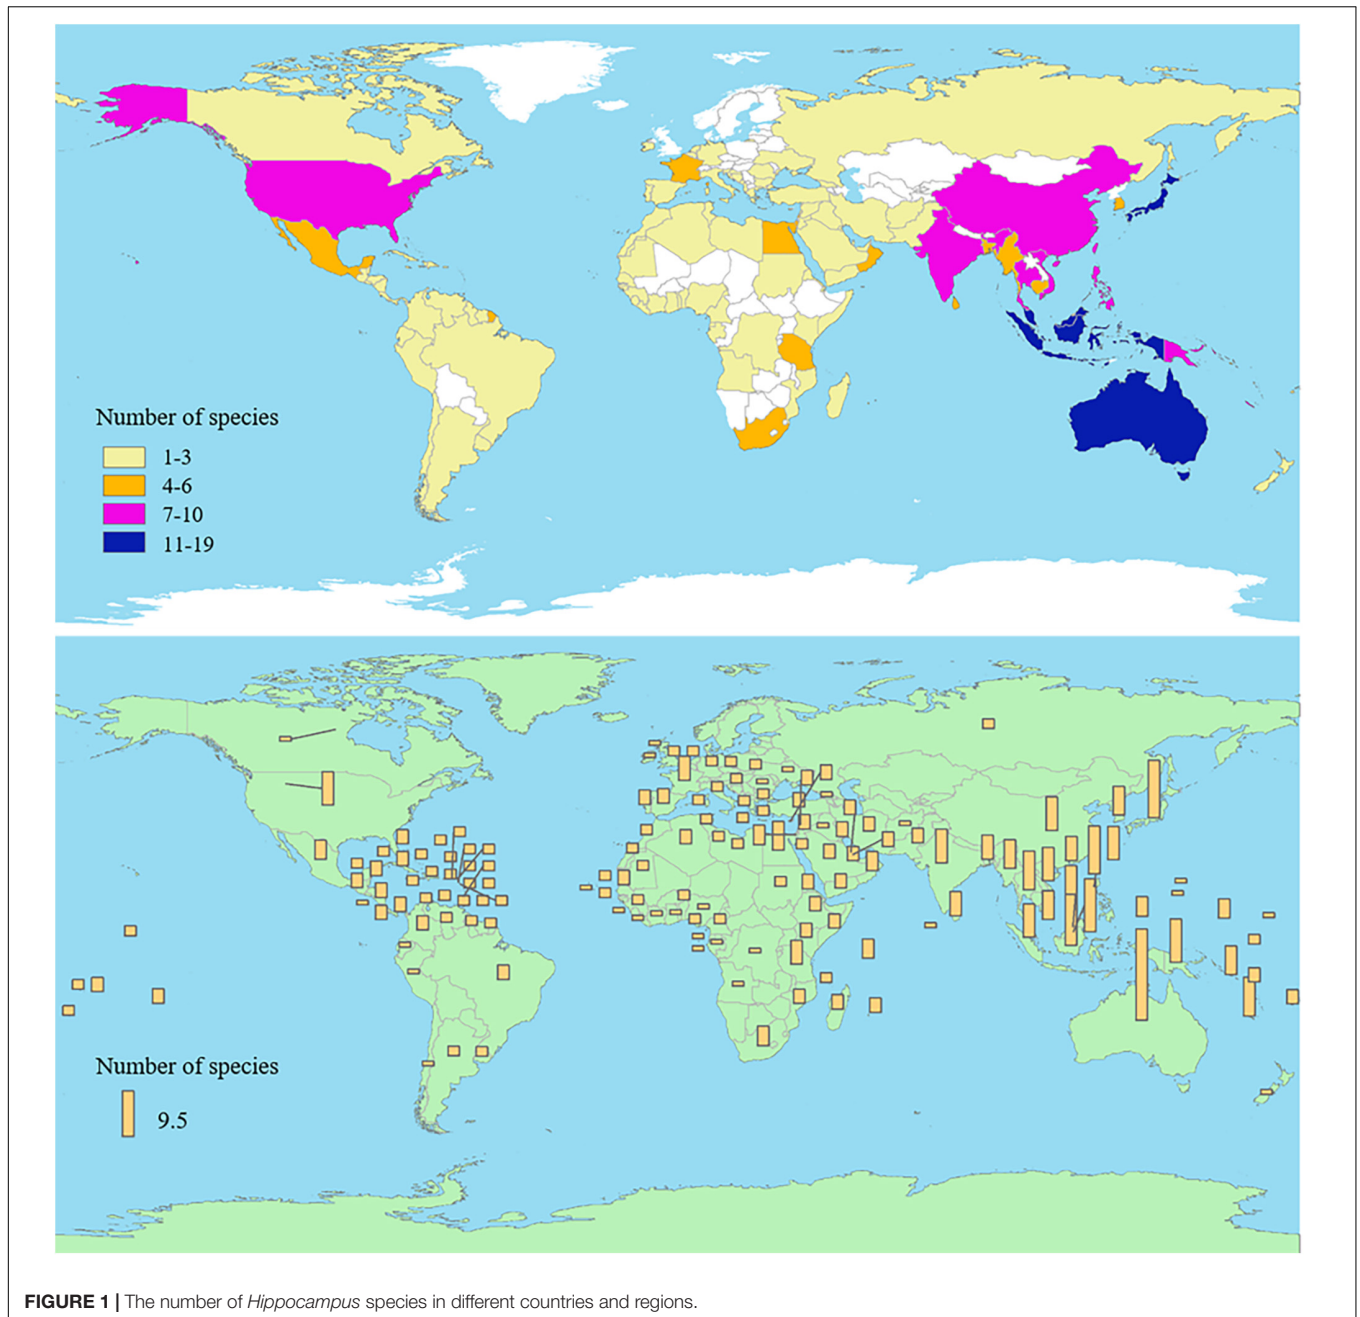 Number of species
1-3
4-6
7-10
11-19
Number of species
9.5
FIGURE 1 | The number of Hippocampus species in different countries and regions.